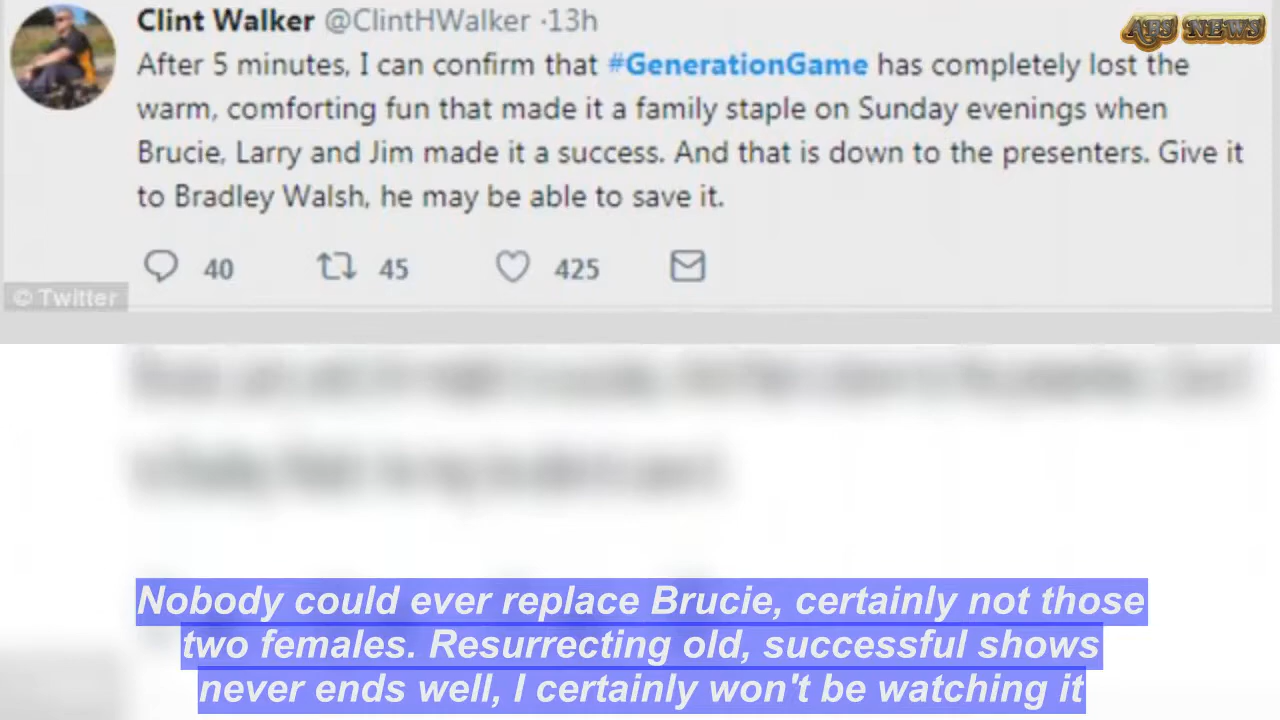 Clint Walker @ClintHWalker ·13h
APS NEWS
After 5 minutes, I can confirm that #GenerationGame has completely lost the
warm, comforting fun that made it a family staple on Sunday evenings when
Brucie, Larry and Jim made it a success. And that is down to the presenters. Give it
to Bradley Walsh, he may be able to save it.
40 45 425
© Twitter
Nobody could ever replace Brucie, certainly not those
two females. Resurrecting old, successful shows
never ends well, I certainly won't be watching it